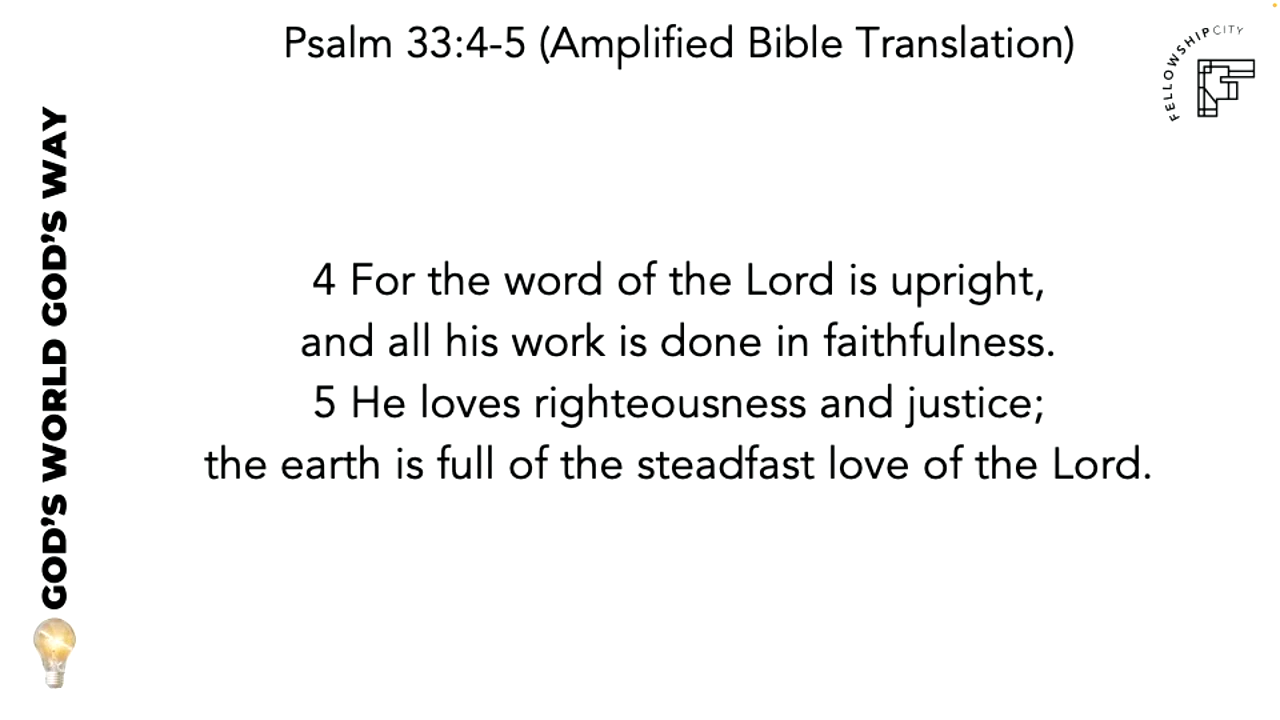 Psalm 33:4-5 (Amplified Bible Translation)
FELLOWSHIPCITY
GOD'S WORLD GOD'S WAY
4 For the word of the Lord is upright,
and all his work is done in faithfulness.
5 He loves righteousness and justice;
the earth is full of the steadfast love of the Lord.